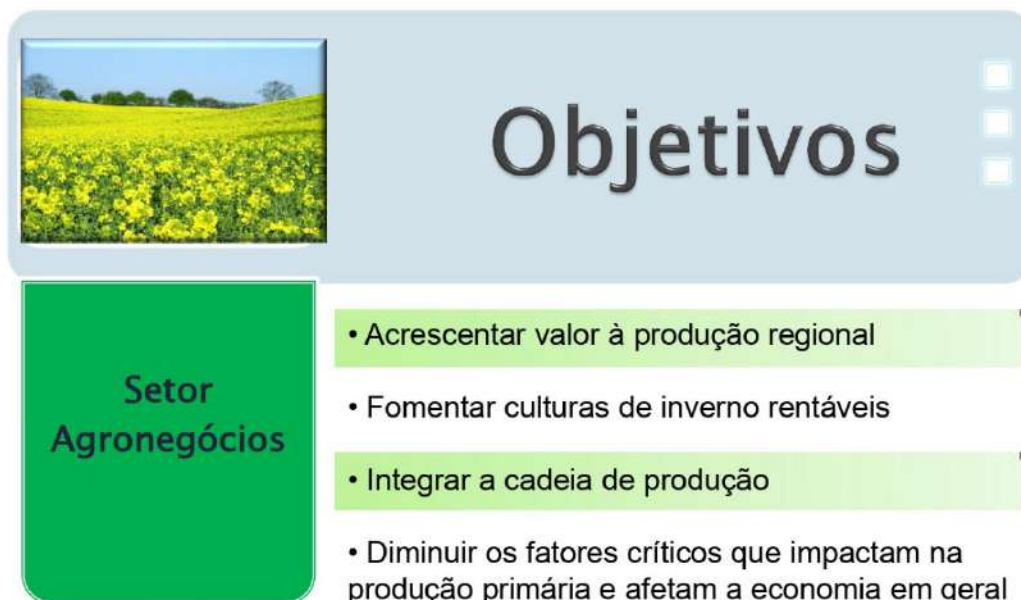 Objetivos
Setor
Agronegócios
• Acrescentar valor à produção regional
• Fomentar culturas de inverno rentáveis
• Integrar a cadeia de produção
• Diminuir os fatores críticos que impactam na
produção primária e afetam a economia em geral